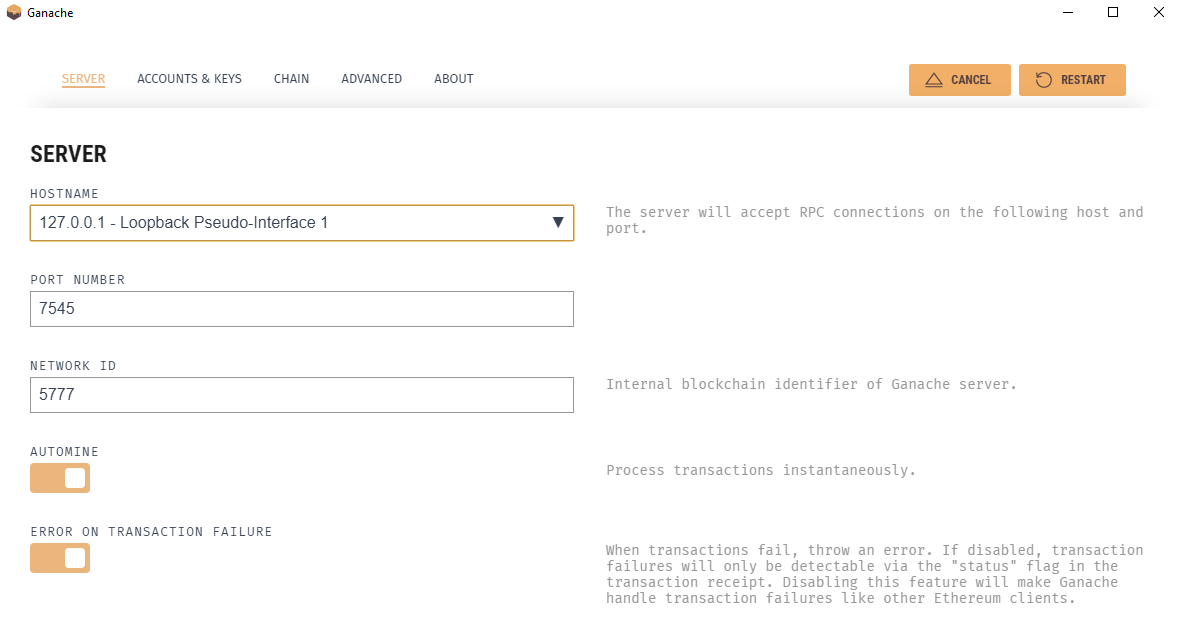 Ganache
SERVER
ACCOUNTS & KEYS
CHAIN
ADVANCED
ABOUT
CANCEL
RESTART
SERVER
HOSTNAME
127.0.0.1 - Loopback Pseudo-Interface 1
The server will accept RPC connections on the following host and
port.
PORT NUMBER
7545
NETWORK ID
5777
Internal blockchain identifier of Ganache server.
AUTOMINE
Process transactions instantaneously.
ERROR ON TRANSACTION FAILURE
When transactions fail, throw an error. If disabled, transaction
failures will only be detectable via the "status" flag in the
transaction receipt. Disabling this feature will make Ganache
handle transaction failures like other Ethereum clients.